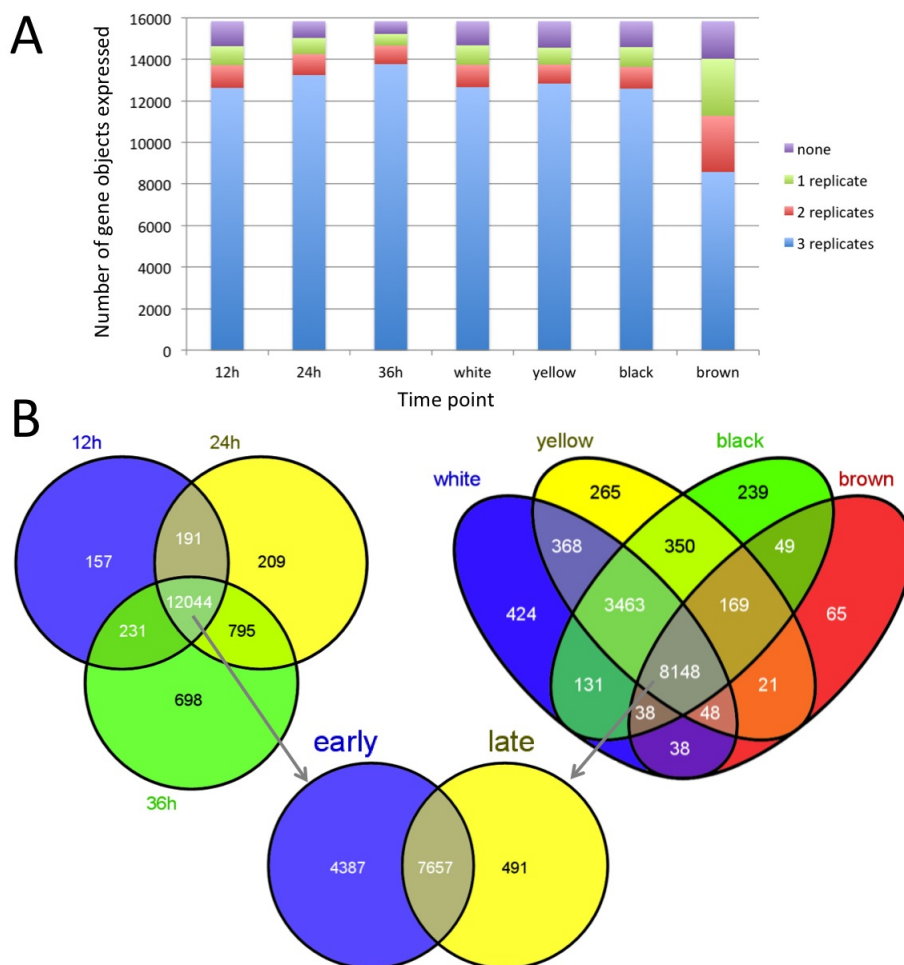 A
Number of gene objects expressed
16000
14000
12000
10000
8000
6000
4000
2000
0
12h 24h 36h white yellow black brown
Time point
none
1 replicate
2 replicates
3 replicates
B
12h
24h
36h
157
191
209
12044
231
795
698
white
yellow
black
brown
265
239
368
350
49
424
3463
169
65
8148
131
21
38
48
38
early
late
4387
7657
491